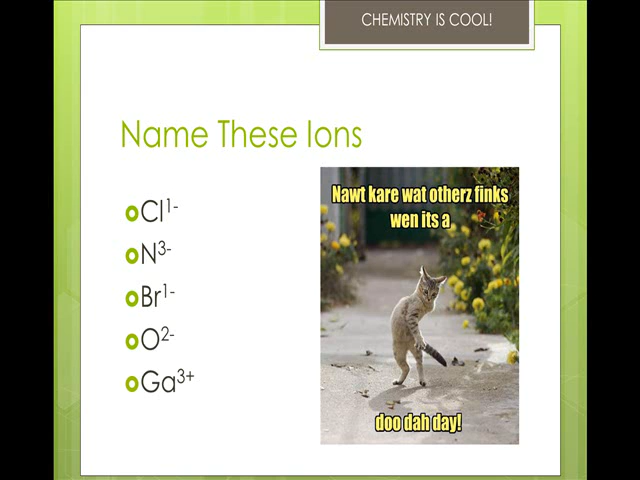 CHEMISTRY IS COOL!
Name These Ions
Cl¹⁻
N³⁻
Br¹⁻
O²⁻
Ga³⁺
Nawt kare wat otherz finks
wen its a
doo dah day!